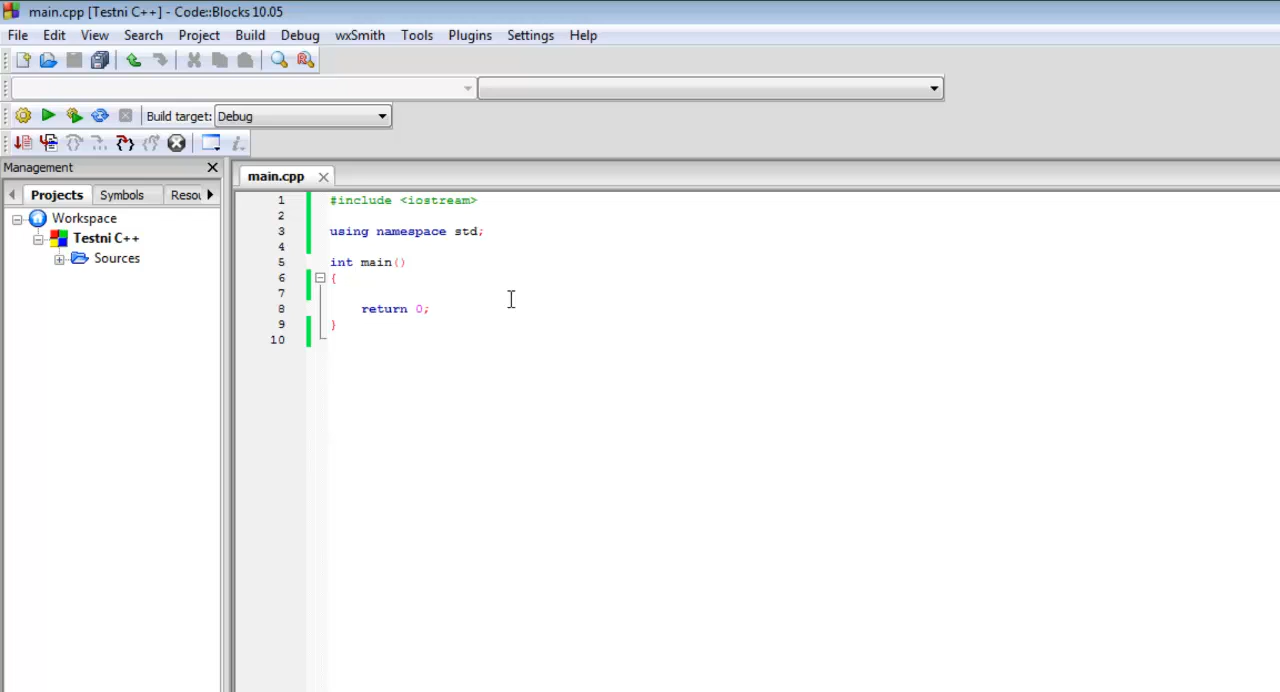 main.cpp [Testni C++] - Code::Blocks 10.05
File Edit View Search Project Build Debug wxSmith Tools Plugins Settings Help
Build target: Debug
Management
Projects Symbols Resou
main.cpp
Workspace
Testni C++
Sources
1 #include <iostream>
2
3 using namespace std;
4
5 int main()
6 {
7
8 return 0;
9 }
10